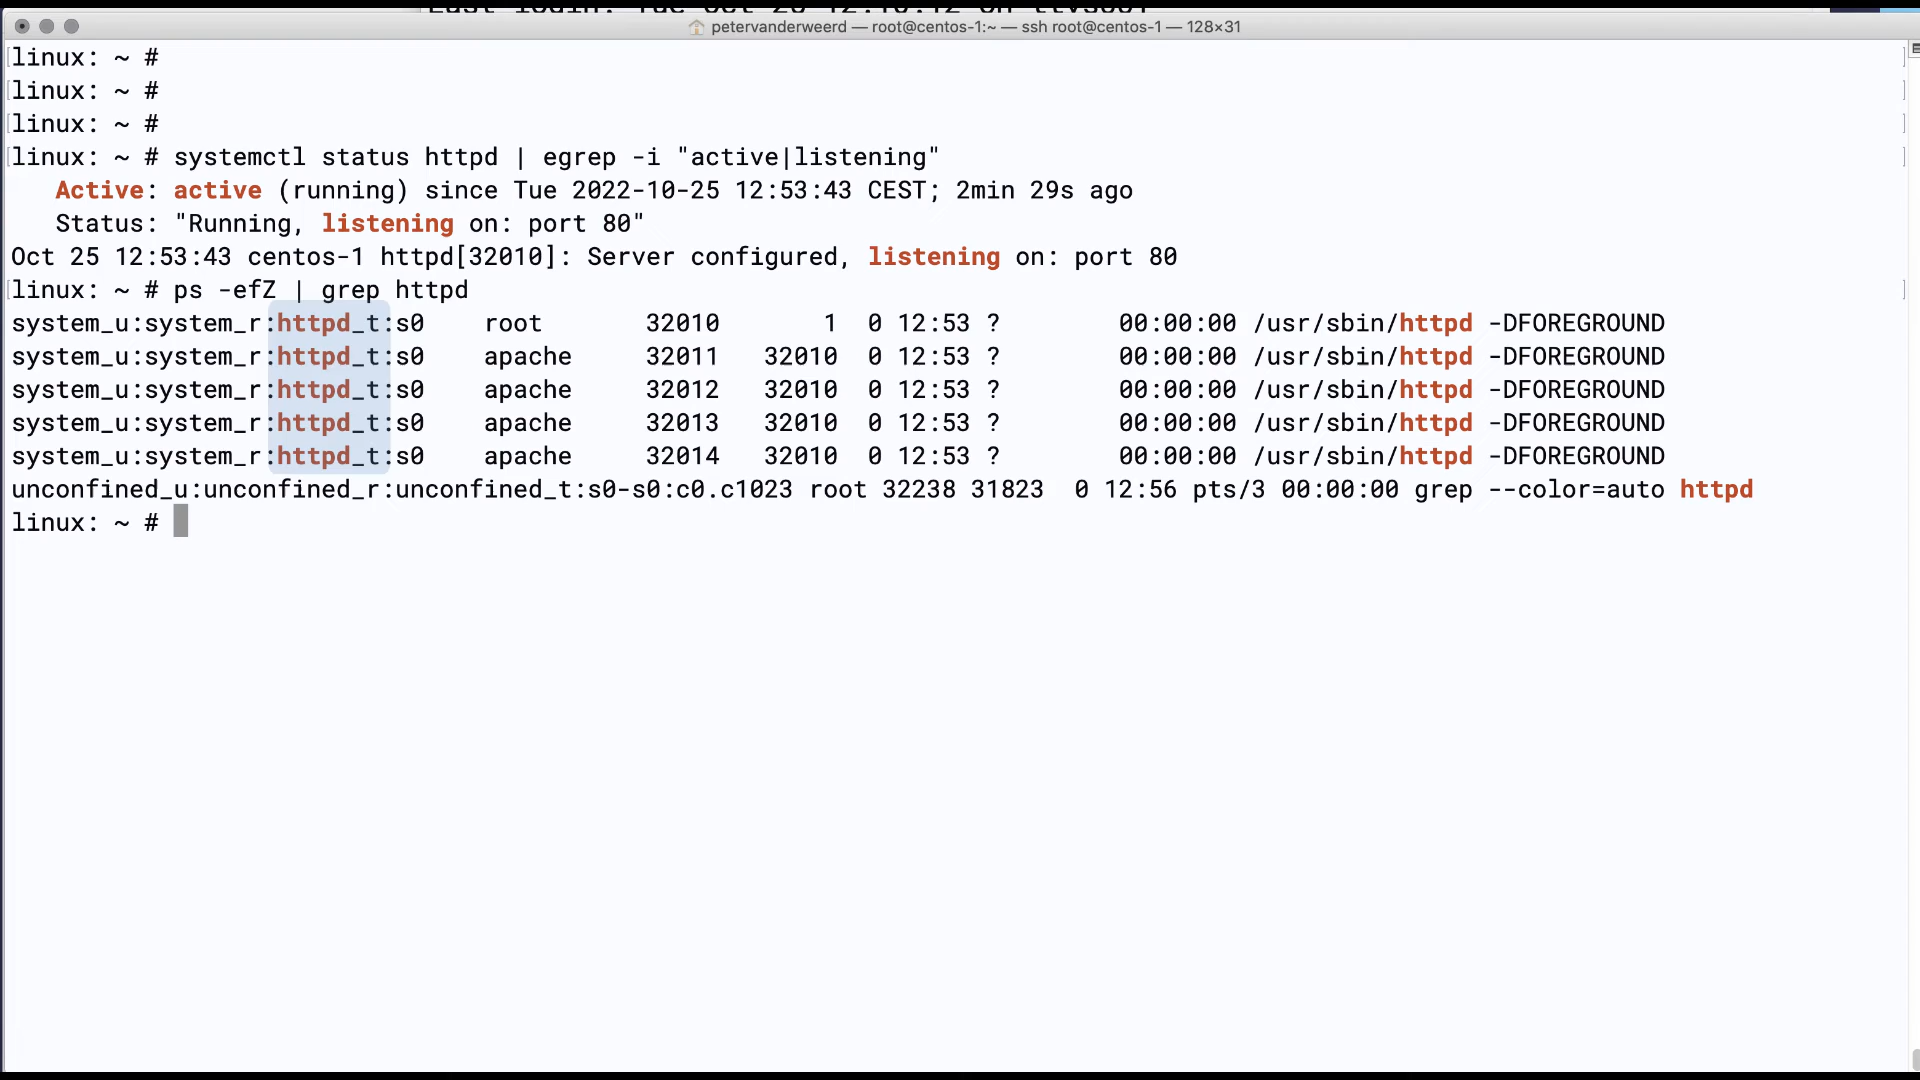 petervanderweerd — root@centos-1:~ — ssh root@centos-1 — 128×31
linux: ~ #
linux: ~ #
linux: ~ #
linux: ~ # systemctl status httpd | egrep -i "active|listening"
   Active: active (running) since Tue 2022-10-25 12:53:43 CEST; 2min 29s ago
   Status: "Running, listening on: port 80"
Oct 25 12:53:43 centos-1 httpd[32010]: Server configured, listening on: port 80
linux: ~ # ps -efZ | grep httpd
system_u:system_r:httpd_t:s0    root       32010       1  0 12:53 ?        00:00:00 /usr/sbin/httpd -DFOREGROUND
system_u:system_r:httpd_t:s0    apache     32011   32010  0 12:53 ?        00:00:00 /usr/sbin/httpd -DFOREGROUND
system_u:system_r:httpd_t:s0    apache     32012   32010  0 12:53 ?        00:00:00 /usr/sbin/httpd -DFOREGROUND
system_u:system_r:httpd_t:s0    apache     32013   32010  0 12:53 ?        00:00:00 /usr/sbin/httpd -DFOREGROUND
system_u:system_r:httpd_t:s0    apache     32014   32010  0 12:53 ?        00:00:00 /usr/sbin/httpd -DFOREGROUND
unconfined_u:unconfined_r:unconfined_t:s0-s0:c0.c1023 root 32238 31823  0 12:56 pts/3 00:00:00 grep --color=auto httpd
linux: ~ #